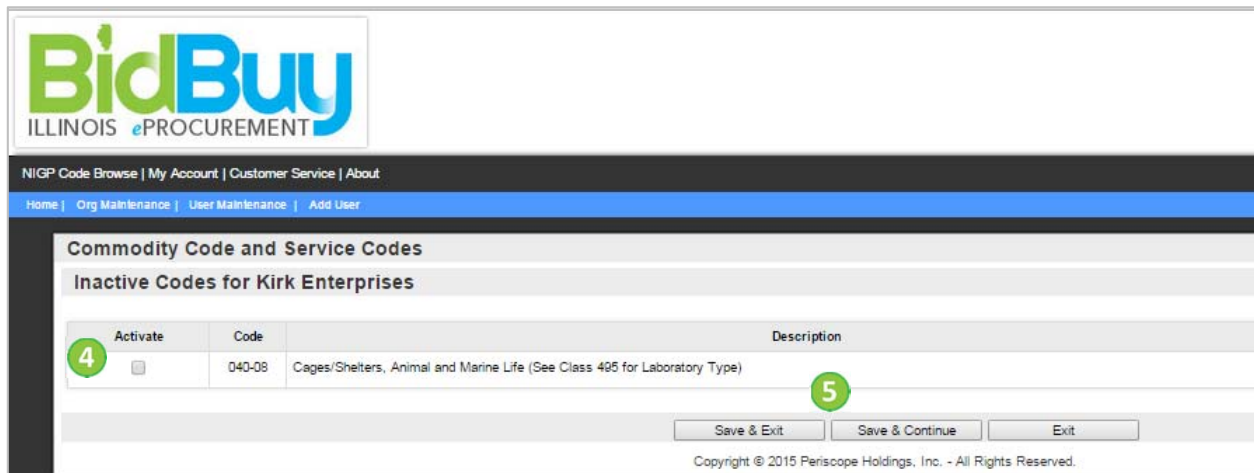 BidBuy
ILLINOIS ePROCUREMENT
NIGP Code Browse | My Account | Customer Service | About
Home | Org Maintenance | User Maintenance | Add User
Commodity Code and Service Codes
Inactive Codes for Kirk Enterprises
Activate Code Description
4 040-08 Cages/Shelters, Animal and Marine Life (See Class 495 for Laboratory Type)
5
Save & Exit Save & Continue Exit
Copyright © 2015 Periscope Holdings, Inc. - All Rights Reserved.